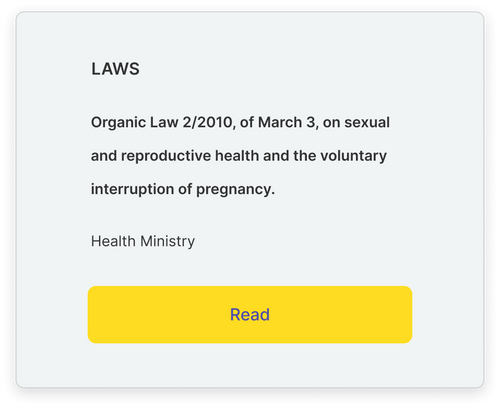 LAWS
Organic Law 2/2010, of March 3, on sexual
and reproductive health and the voluntary
interruption of pregnancy.
Health Ministry
Read